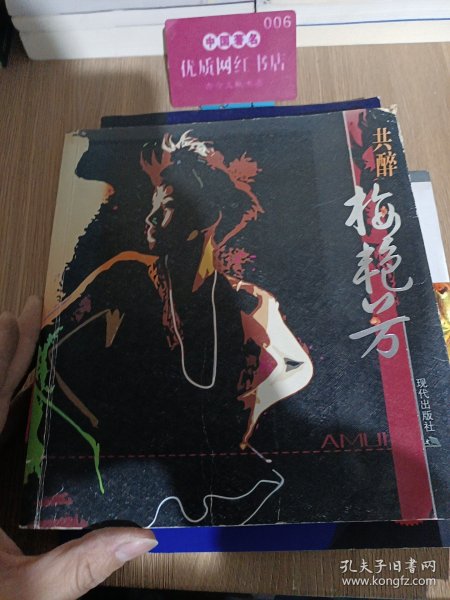 006
中国著名
优质网红书店
共醉
梅艳芳
现代出版社
AMUI
孔夫子旧书网
www.kongfz.com